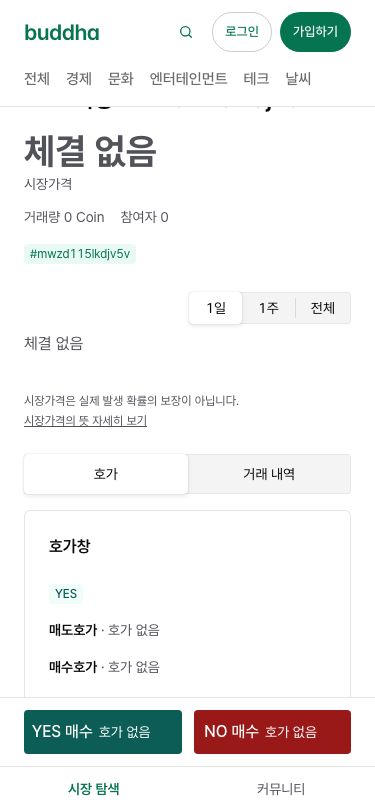 buddha
로그인
가입하기
전체 경제 문화 엔터테인먼트 테크 날씨
체결 없음
시장가격
거래량 0 Coin 참여자 0
#mwzd115lkdjv5v
1일 1주 전체
체결 없음
시장가격은 실제 발생 확률의 보장이 아닙니다.
시장가격의 뜻 자세히 보기
호가 거래 내역
호가창
YES
매도호가 · 호가 없음
매수호가 · 호가 없음
YES 매수 호가 없음
NO 매수 호가 없음
시장 탐색 커뮤니티